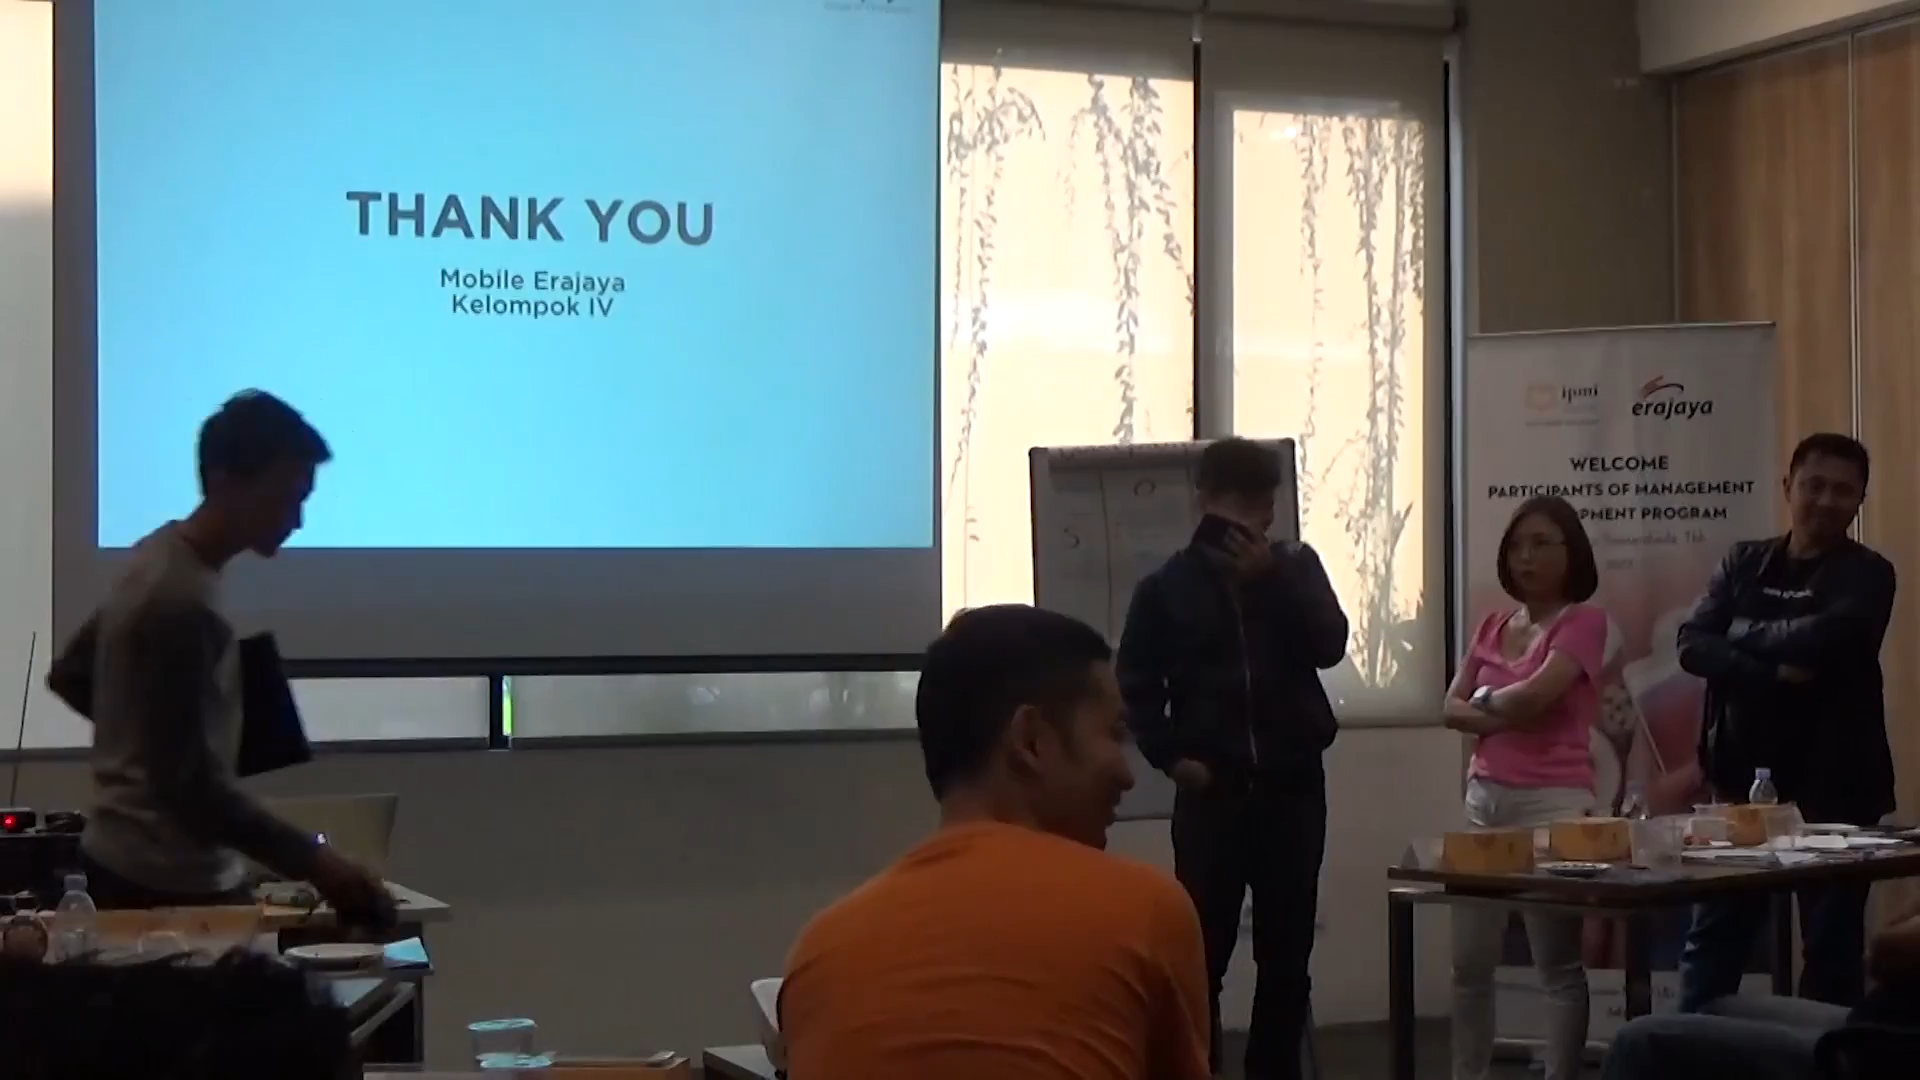 THANK YOU
Mobile Erajaya
Kelompok IV
ipmi
erajaya
WELCOME
PARTICIPANTS OF MANAGEMENT
PMENT PROGRAM
S O